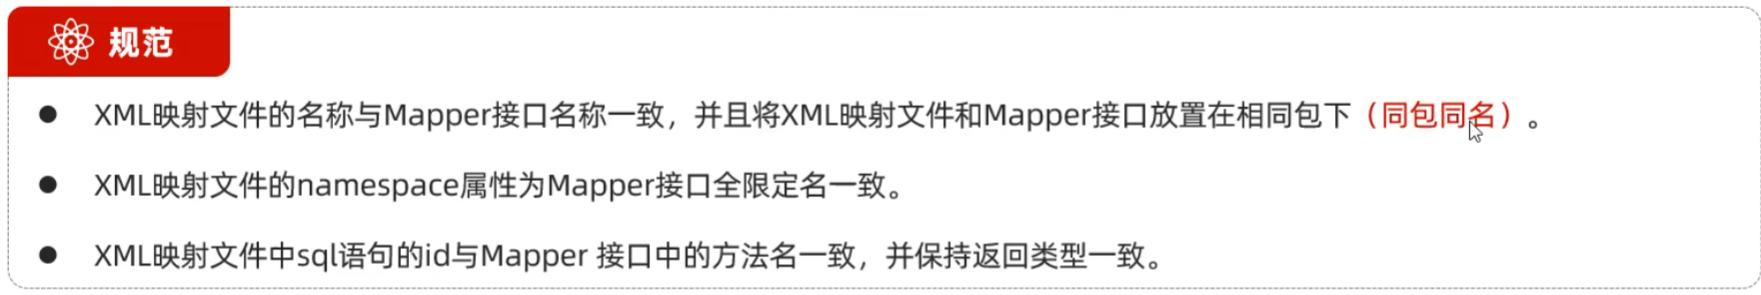 规范
● XML映射文件的名称与Mapper接口名称一致，并且将XML映射文件和Mapper接口放置在相同包下（同包同名）。
● XML映射文件的namespace属性为Mapper接口全限定名一致。
● XML映射文件中sql语句的id与Mapper 接口中的方法名一致，并保持返回类型一致。